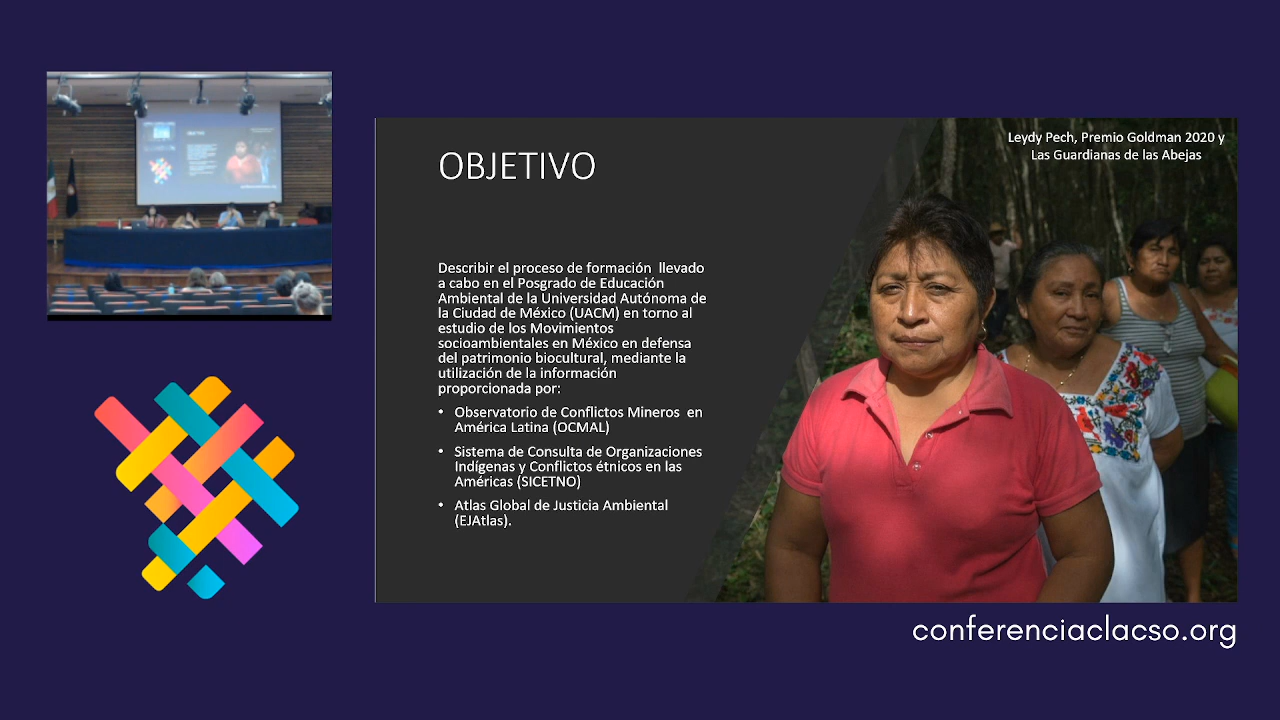 Leydy Pech, Premio Goldman 2020 y
Las Guardianas de las Abejas
OBJETIVO
Describir el proceso de formación llevado
a cabo en el Posgrado de Educación
Ambiental de la Universidad Autónoma de
la Ciudad de México (UACM) en torno al
estudio de los Movimientos
socioambientales en México en defensa
del patrimonio biocultural, mediante la
utilización de la información
proporcionada por:
• Observatorio de Conflictos Mineros en
América Latina (OCMAL)
• Sistema de Consulta de Organizaciones
Indígenas y Conflictos étnicos en las
Américas (SICETNO)
• Atlas Global de Justicia Ambiental
(EJAtlas).
conferenciaclacso.org